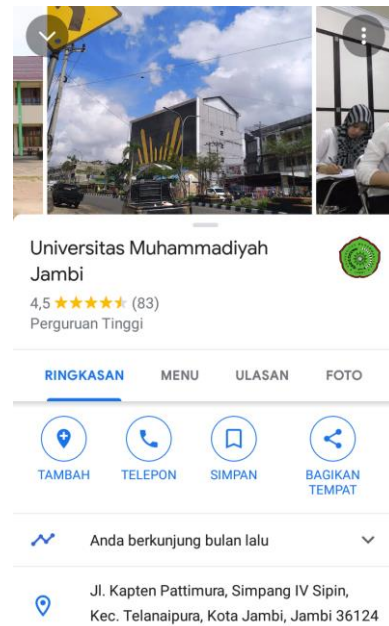 Universitas Muhammadiyah
Jambi
4,5 ★★★★★ (83)
Perguruan Tinggi
RINGKASAN MENU ULASAN FOTO
TAMBAH TELEPON SIMPAN BAGIKAN
TEMPAT
Anda berkunjung bulan lalu
Jl. Kapten Pattimura, Simpang IV Sipin,
Kec. Telanaipura, Kota Jambi, Jambi 36124